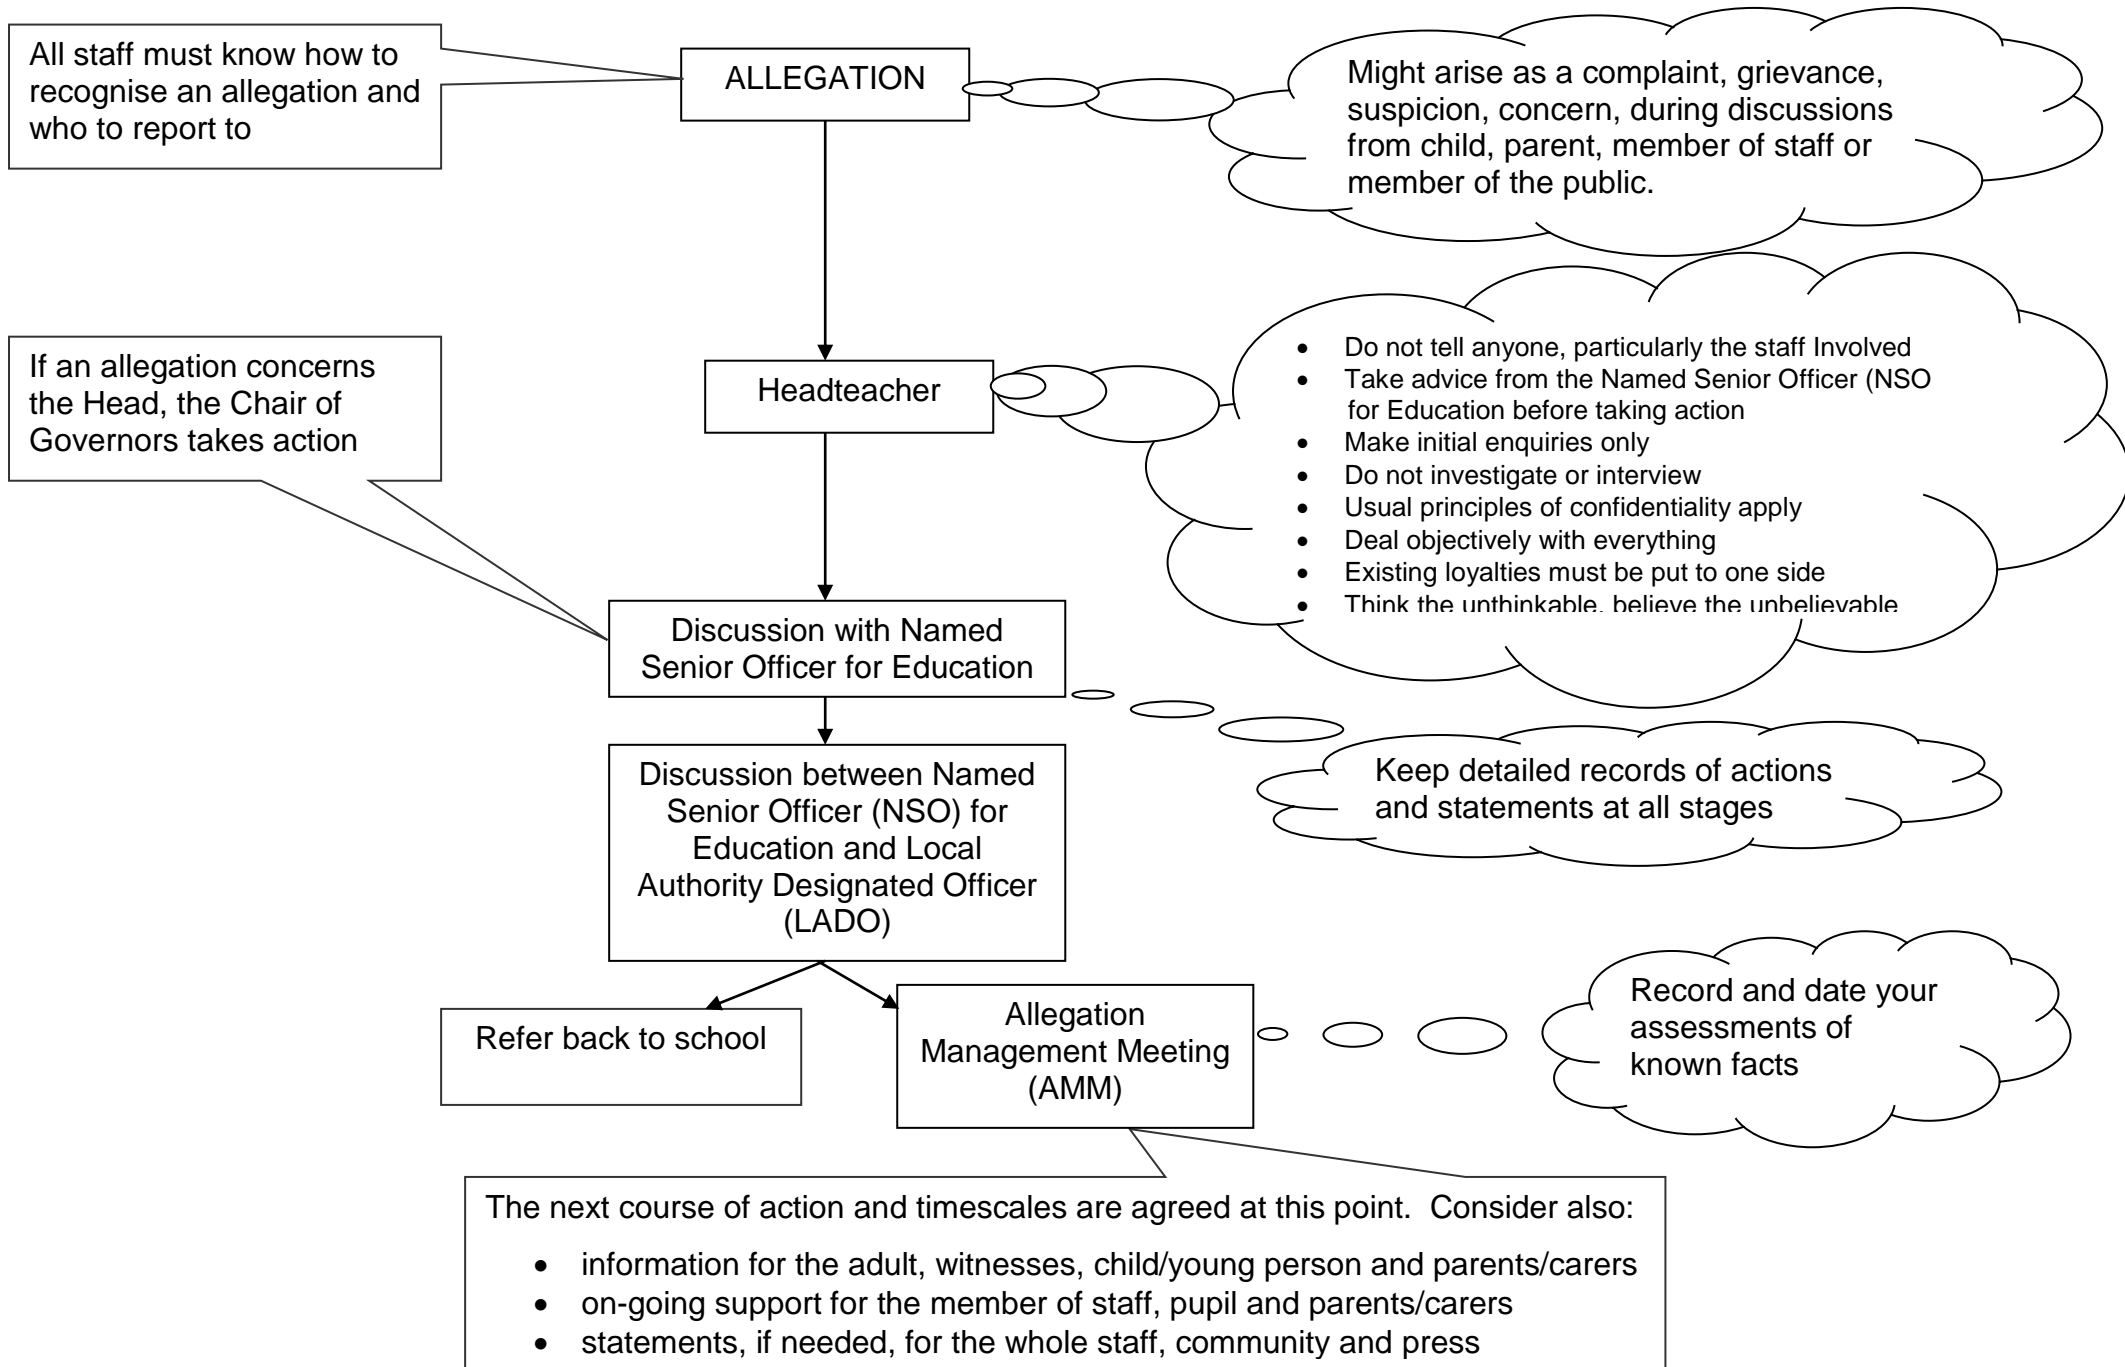 All staff must know how to
recognise an allegation and
who to report to
ALLEGATION
Might arise as a complaint, grievance,
suspicion, concern, during discussions
from child, parent, member of staff or
member of the public.
If an allegation concerns
the Head, the Chair of
Governors takes action
Headteacher
• Do not tell anyone, particularly the staff Involved
• Take advice from the Named Senior Officer (NSO
for Education before taking action
• Make initial enquiries only
• Do not investigate or interview
• Usual principles of confidentiality apply
• Deal objectively with everything
• Existing loyalties must be put to one side
• Think the unthinkable, believe the unbelievable
Discussion with Named
Senior Officer for Education
Keep detailed records of actions
and statements at all stages
Discussion between Named
Senior Officer (NSO) for
Education and Local
Authority Designated Officer
(LADO)
Refer back to school
Allegation
Management Meeting
(AMM)
Record and date your
assessments of
known facts
The next course of action and timescales are agreed at this point.  Consider also:
• information for the adult, witnesses, child/young person and parents/carers
• on-going support for the member of staff, pupil and parents/carers
• statements, if needed, for the whole staff, community and press